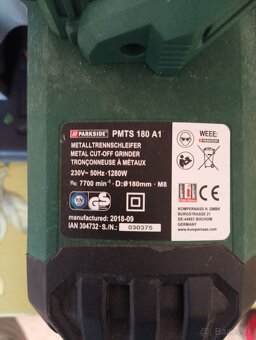 PARKSIDE PMTS 180 A1
METALLTRENNSCHLEIFER
METAL CUT-OFF GRINDER
TRONÇONNEUSE À MÉTAUX
230V~ 50Hz · 1280W
n₀: 7700 min⁻¹ · D:Ø180mm · M8
manufactured: 2018-09
IAN 304732 · S./N.: 030375
WEEE:
KOMPERNASS H. GMBH
BURGSTRASSE 21
DE-44867 BOCHUM
GERMANY
www.kompernass.com
TÜV
GS
CE